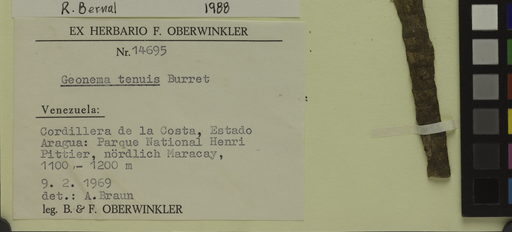 R. Bernal 1988
EX HERBARIO F. OBERWINKLER
Nr. 14695
Geonema tenuis Burret
Venezuela:
Cordillera de la Costa, Estado
Aragua: Parque National Henri
Pittier, nördlich Maracay,
1100 - 1200 m
9. 2. 1969
det.: A.Braun
leg. B. & F. OBERWINKLER